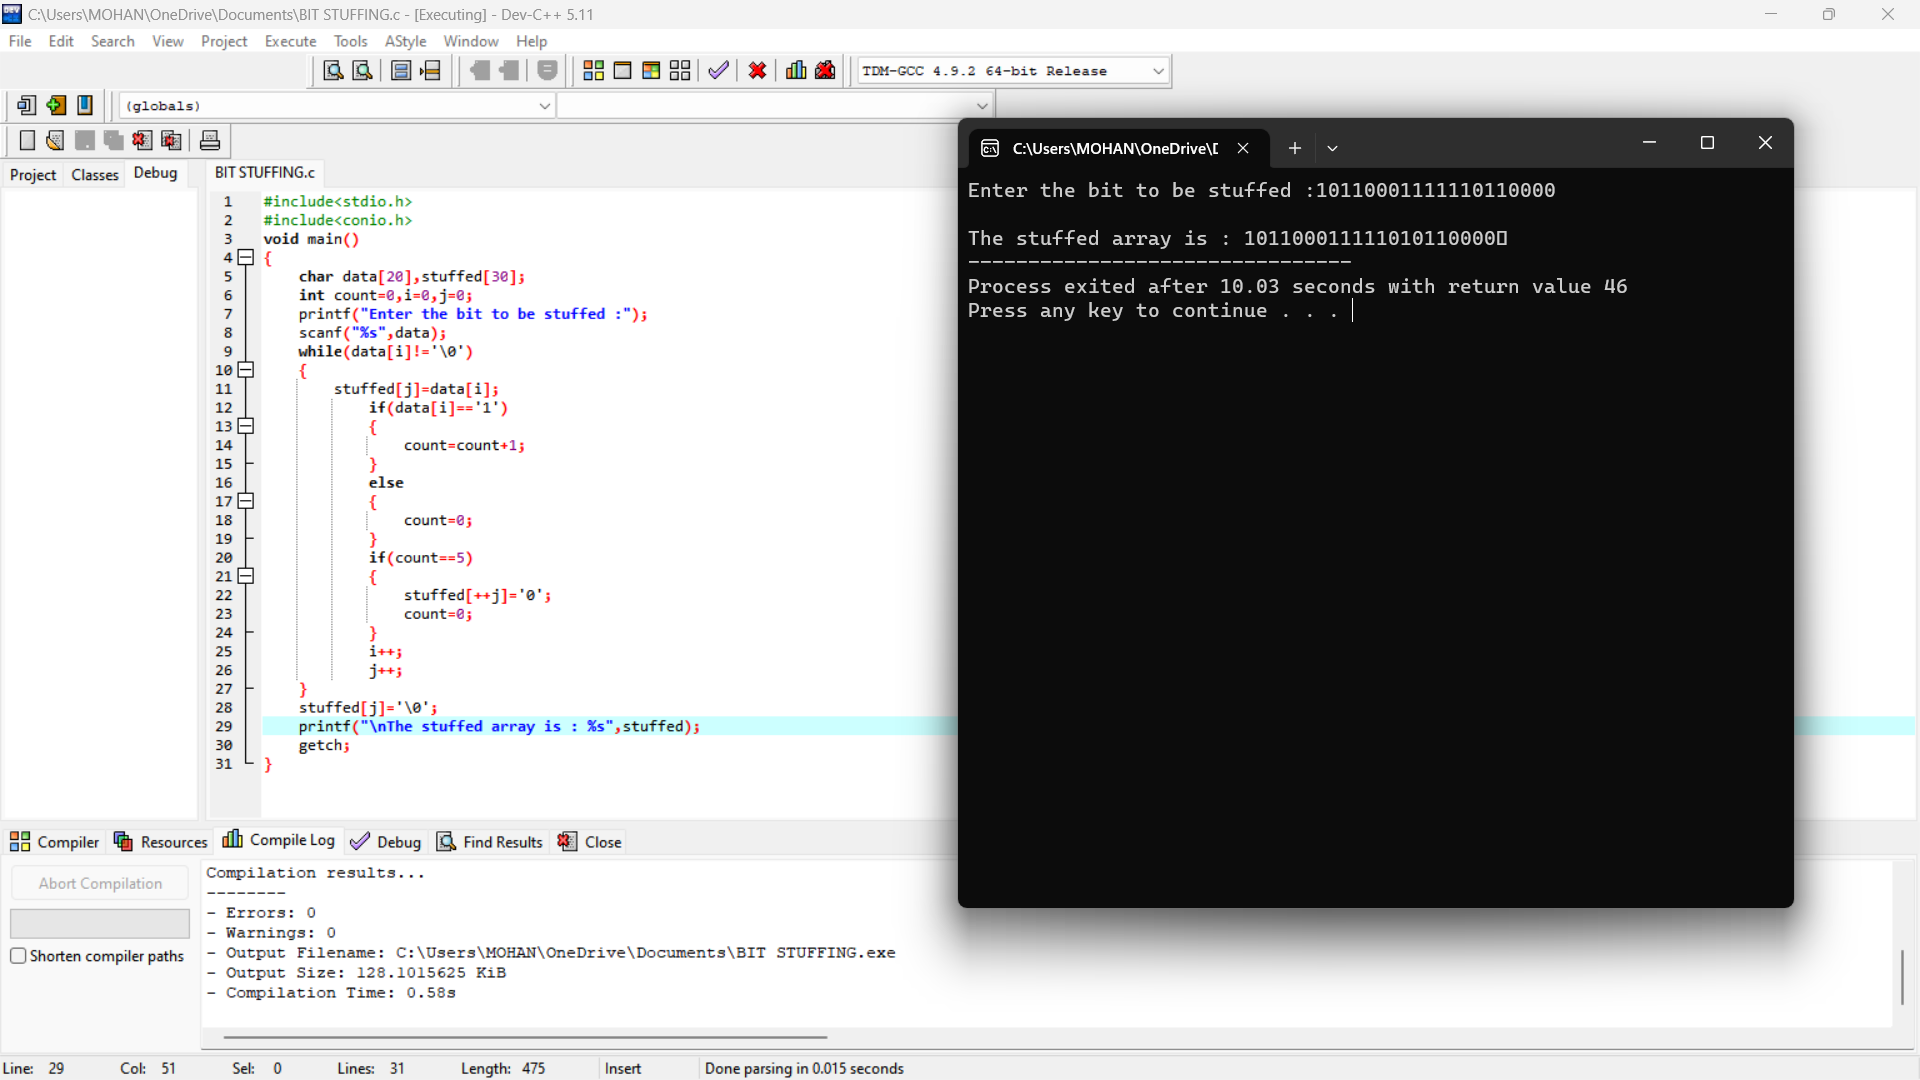 C:\Users\MOHAN\OneDrive\Documents\BIT STUFFING.c - [Executing] - Dev-C++ 5.11
File Edit Search View Project Execute Tools AStyle Window Help
TDM-GCC 4.9.2 64-bit Release
(globals)
Project Classes Debug
BIT STUFFING.c
1 #include<stdio.h>
2 #include<conio.h>
3 void main()
4 {
5 char data[20],stuffed[30];
6 int count=0,i=0,j=0;
7 printf("Enter the bit to be stuffed :");
8 scanf("%s",data);
9 while(data[i]!='\0')
10 {
11 stuffed[j]=data[i];
12 if(data[i]=='1')
13 {
14 count=count+1;
15 }
16 else
17 {
18 count=0;
19 }
20 if(count==5)
21 {
22 stuffed[++j]='0';
23 count=0;
24 }
25 i++;
26 j++;
27 }
28 stuffed[j]='\0';
29 printf("\nThe stuffed array is : %s",stuffed);
30 getch;
31 }
C:\Users\MOHAN\OneDrive\D
Enter the bit to be stuffed :10110001111110110000
The stuffed array is : 101100011111010110000▯
--------------------------------
Process exited after 10.03 seconds with return value 46
Press any key to continue . . .
Compiler Resources Compile Log Debug Find Results Close
Abort Compilation
Shorten compiler paths
Compilation results...
--------
- Errors: 0
- Warnings: 0
- Output Filename: C:\Users\MOHAN\OneDrive\Documents\BIT STUFFING.exe
- Output Size: 128.1015625 KiB
- Compilation Time: 0.58s
Line: 29 Col: 51 Sel: 0 Lines: 31 Length: 475 Insert Done parsing in 0.015 seconds